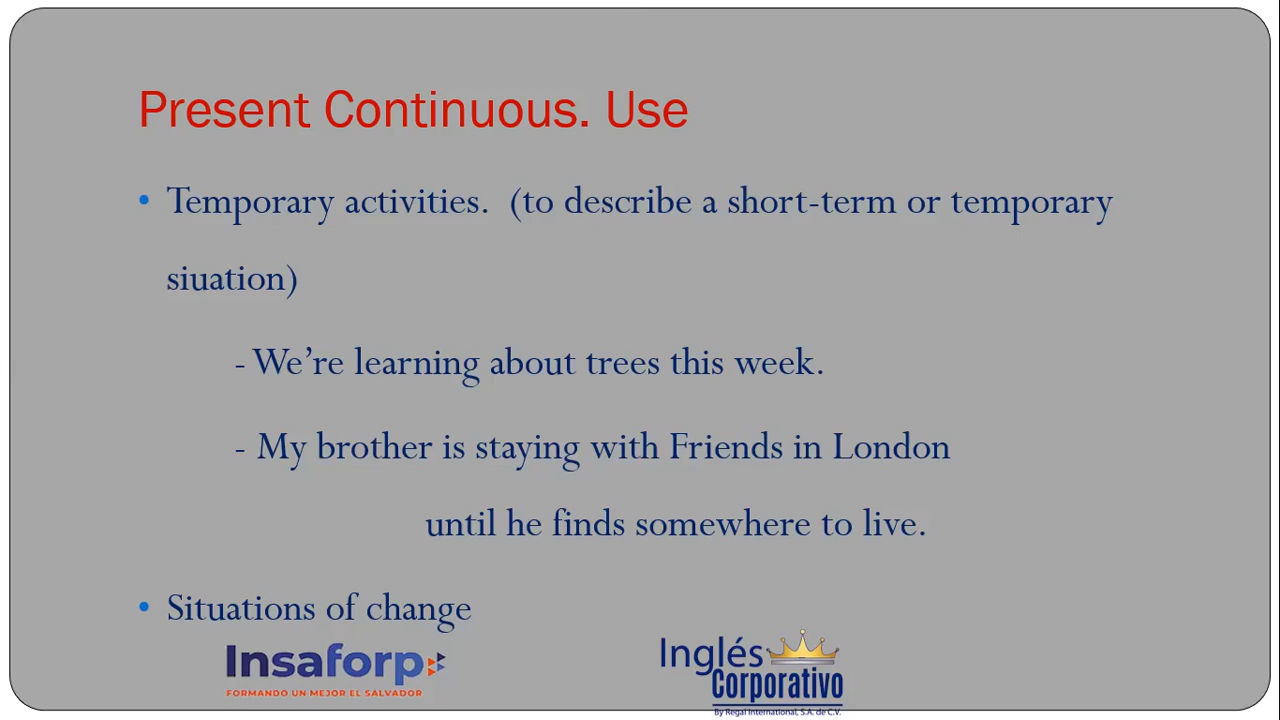 Present Continuous. Use
• Temporary activities. (to describe a short-term or temporary
siuation)
- We’re learning about trees this week.
- My brother is staying with Friends in London
until he finds somewhere to live.
• Situations of change
Insaforp
FORMANDO UN MEJOR EL SALVADOR
Inglés
Corporativo
By Regal International, S.A. de C.V.